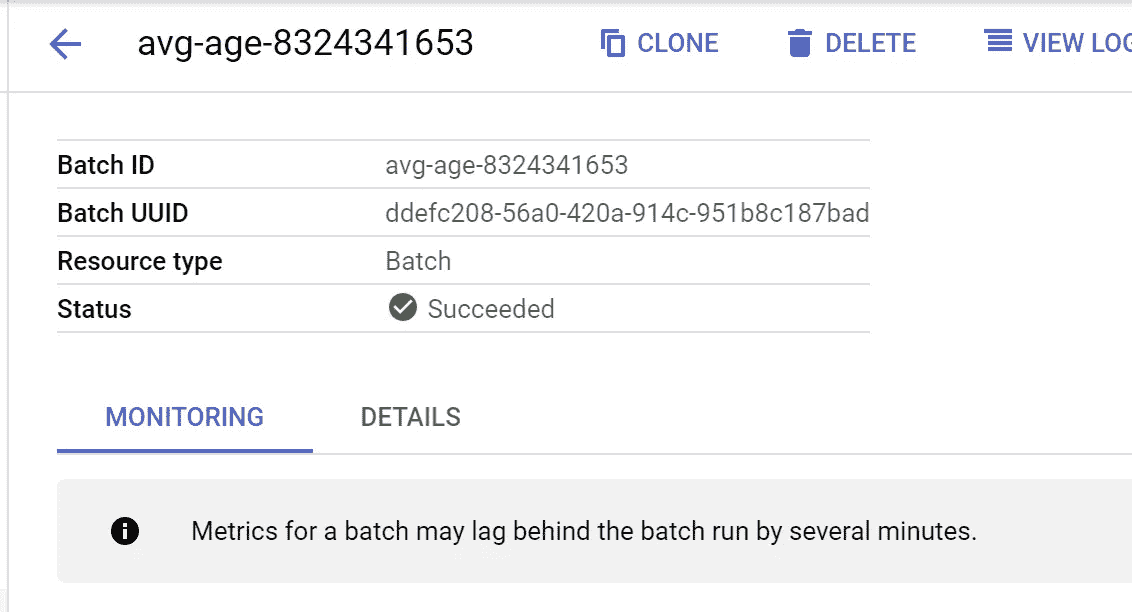 avg-age-8324341653 CLONE DELETE VIEW LOG
Batch ID avg-age-8324341653
Batch UUID ddefc208-56a0-420a-914c-951b8c187bad
Resource type Batch
Status Succeeded
MONITORING DETAILS
Metrics for a batch may lag behind the batch run by several minutes.